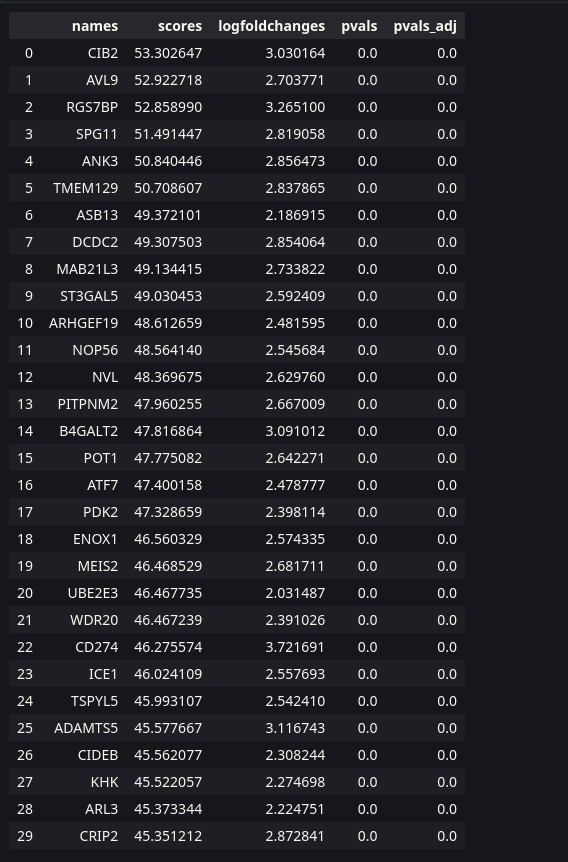 names scores logfoldchanges pvals pvals_adj
0 CIB2 53.302647 3.030164 0.0 0.0
1 AVL9 52.922718 2.703771 0.0 0.0
2 RGS7BP 52.858990 3.265100 0.0 0.0
3 SPG11 51.491447 2.819058 0.0 0.0
4 ANK3 50.840446 2.856473 0.0 0.0
5 TMEM129 50.708607 2.837865 0.0 0.0
6 ASB13 49.372101 2.186915 0.0 0.0
7 DCDC2 49.307503 2.854064 0.0 0.0
8 MAB21L3 49.134415 2.733822 0.0 0.0
9 ST3GAL5 49.030453 2.592409 0.0 0.0
10 ARHGEF19 48.612659 2.481595 0.0 0.0
11 NOP56 48.564140 2.545684 0.0 0.0
12 NVL 48.369675 2.629760 0.0 0.0
13 PITPNM2 47.960255 2.667009 0.0 0.0
14 B4GALT2 47.816864 3.091012 0.0 0.0
15 POT1 47.775082 2.642271 0.0 0.0
16 ATF7 47.400158 2.478777 0.0 0.0
17 PDK2 47.328659 2.398114 0.0 0.0
18 ENOX1 46.560329 2.574335 0.0 0.0
19 MEIS2 46.468529 2.681711 0.0 0.0
20 UBE2E3 46.467735 2.031487 0.0 0.0
21 WDR20 46.467239 2.391026 0.0 0.0
22 CD274 46.275574 3.721691 0.0 0.0
23 ICE1 46.024109 2.557693 0.0 0.0
24 TSPYL5 45.993107 2.542410 0.0 0.0
25 ADAMTS5 45.577667 3.116743 0.0 0.0
26 CIDEB 45.562077 2.308244 0.0 0.0
27 KHK 45.522057 2.274698 0.0 0.0
28 ARL3 45.373344 2.224751 0.0 0.0
29 CRIP2 45.351212 2.872841 0.0 0.0